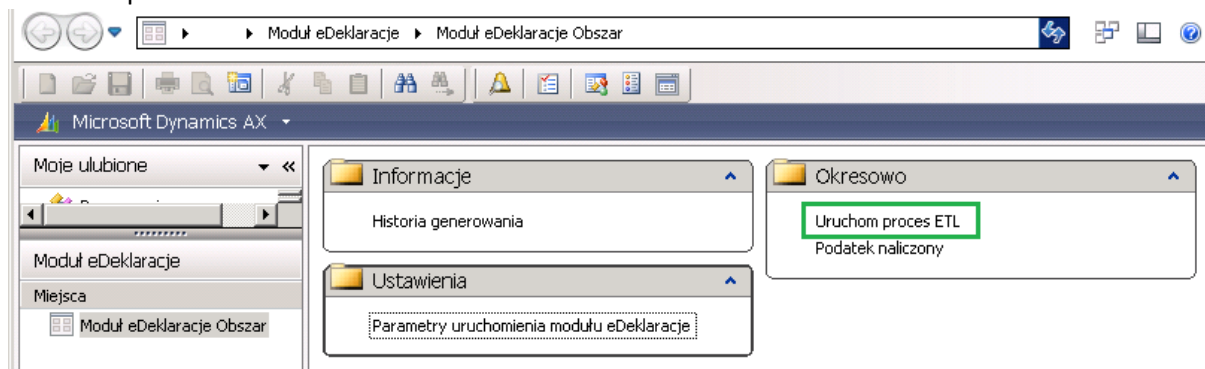 Moduł eDeklaracje Moduł eDeklaracje Obszar
Microsoft Dynamics AX
Moje ulubione
Moduł eDeklaracje
Miejsca
Moduł eDeklaracje Obszar
Informacje
Historia generowania
Ustawienia
Parametry uruchomienia modułu eDeklaracje
Okresowo
Uruchom proces ETL
Podatek naliczony